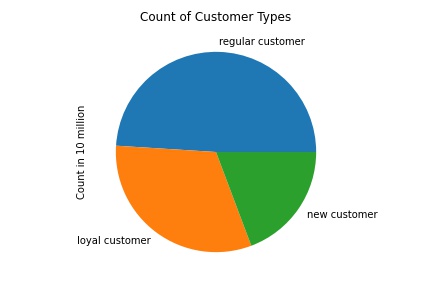 Count of Customer Types
regular customer
Count in 10 million
new customer
loyal customer